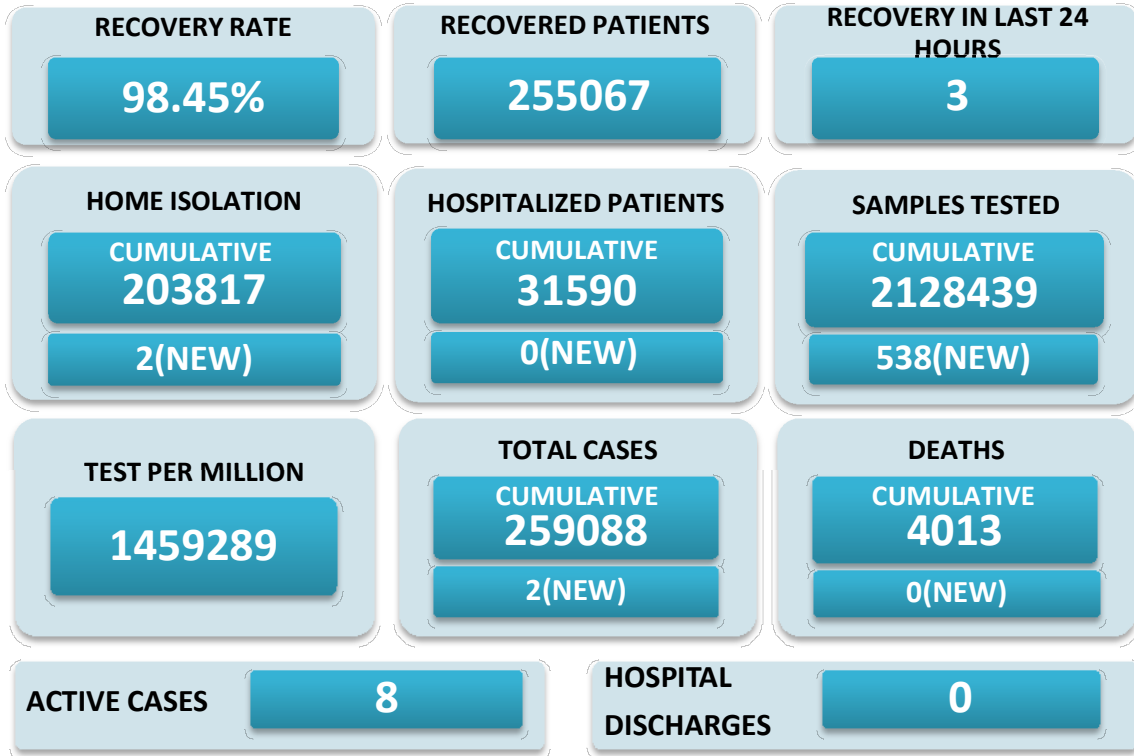 RECOVERY RATE
98.45%
RECOVERED PATIENTS
255067
RECOVERY IN LAST 24
HOURS
3
HOME ISOLATION
CUMULATIVE
203817
2(NEW)
HOSPITALIZED PATIENTS
CUMULATIVE
31590
0(NEW)
SAMPLES TESTED
CUMULATIVE
2128439
538(NEW)
TEST PER MILLION
1459289
TOTAL CASES
CUMULATIVE
259088
2(NEW)
DEATHS
CUMULATIVE
4013
0(NEW)
ACTIVE CASES
8
HOSPITAL
DISCHARGES
0